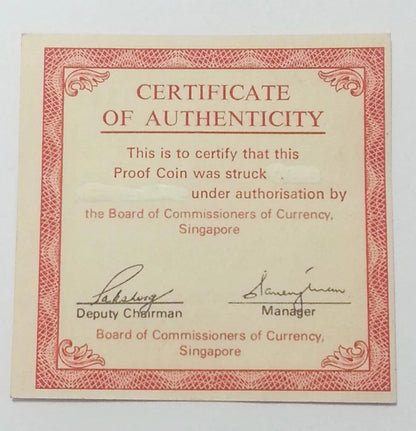 CERTIFICATE
OF AUTHENTICITY
This is to certify that this
Proof Coin was struck
under authorisation by
the Board of Commissioners of Currency,
Singapore
Deputy Chairman
Manager
Board of Commissioners of Currency,
Singapore